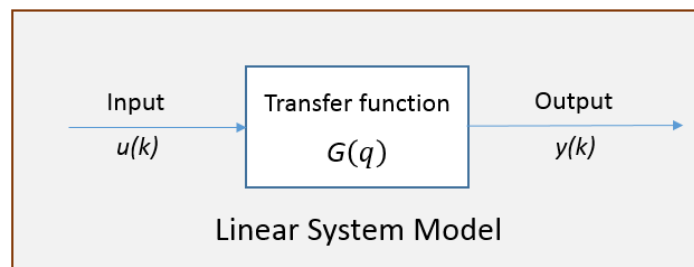 Input
u(k)
Transfer function
G(q)
Output
y(k)
Linear System Model